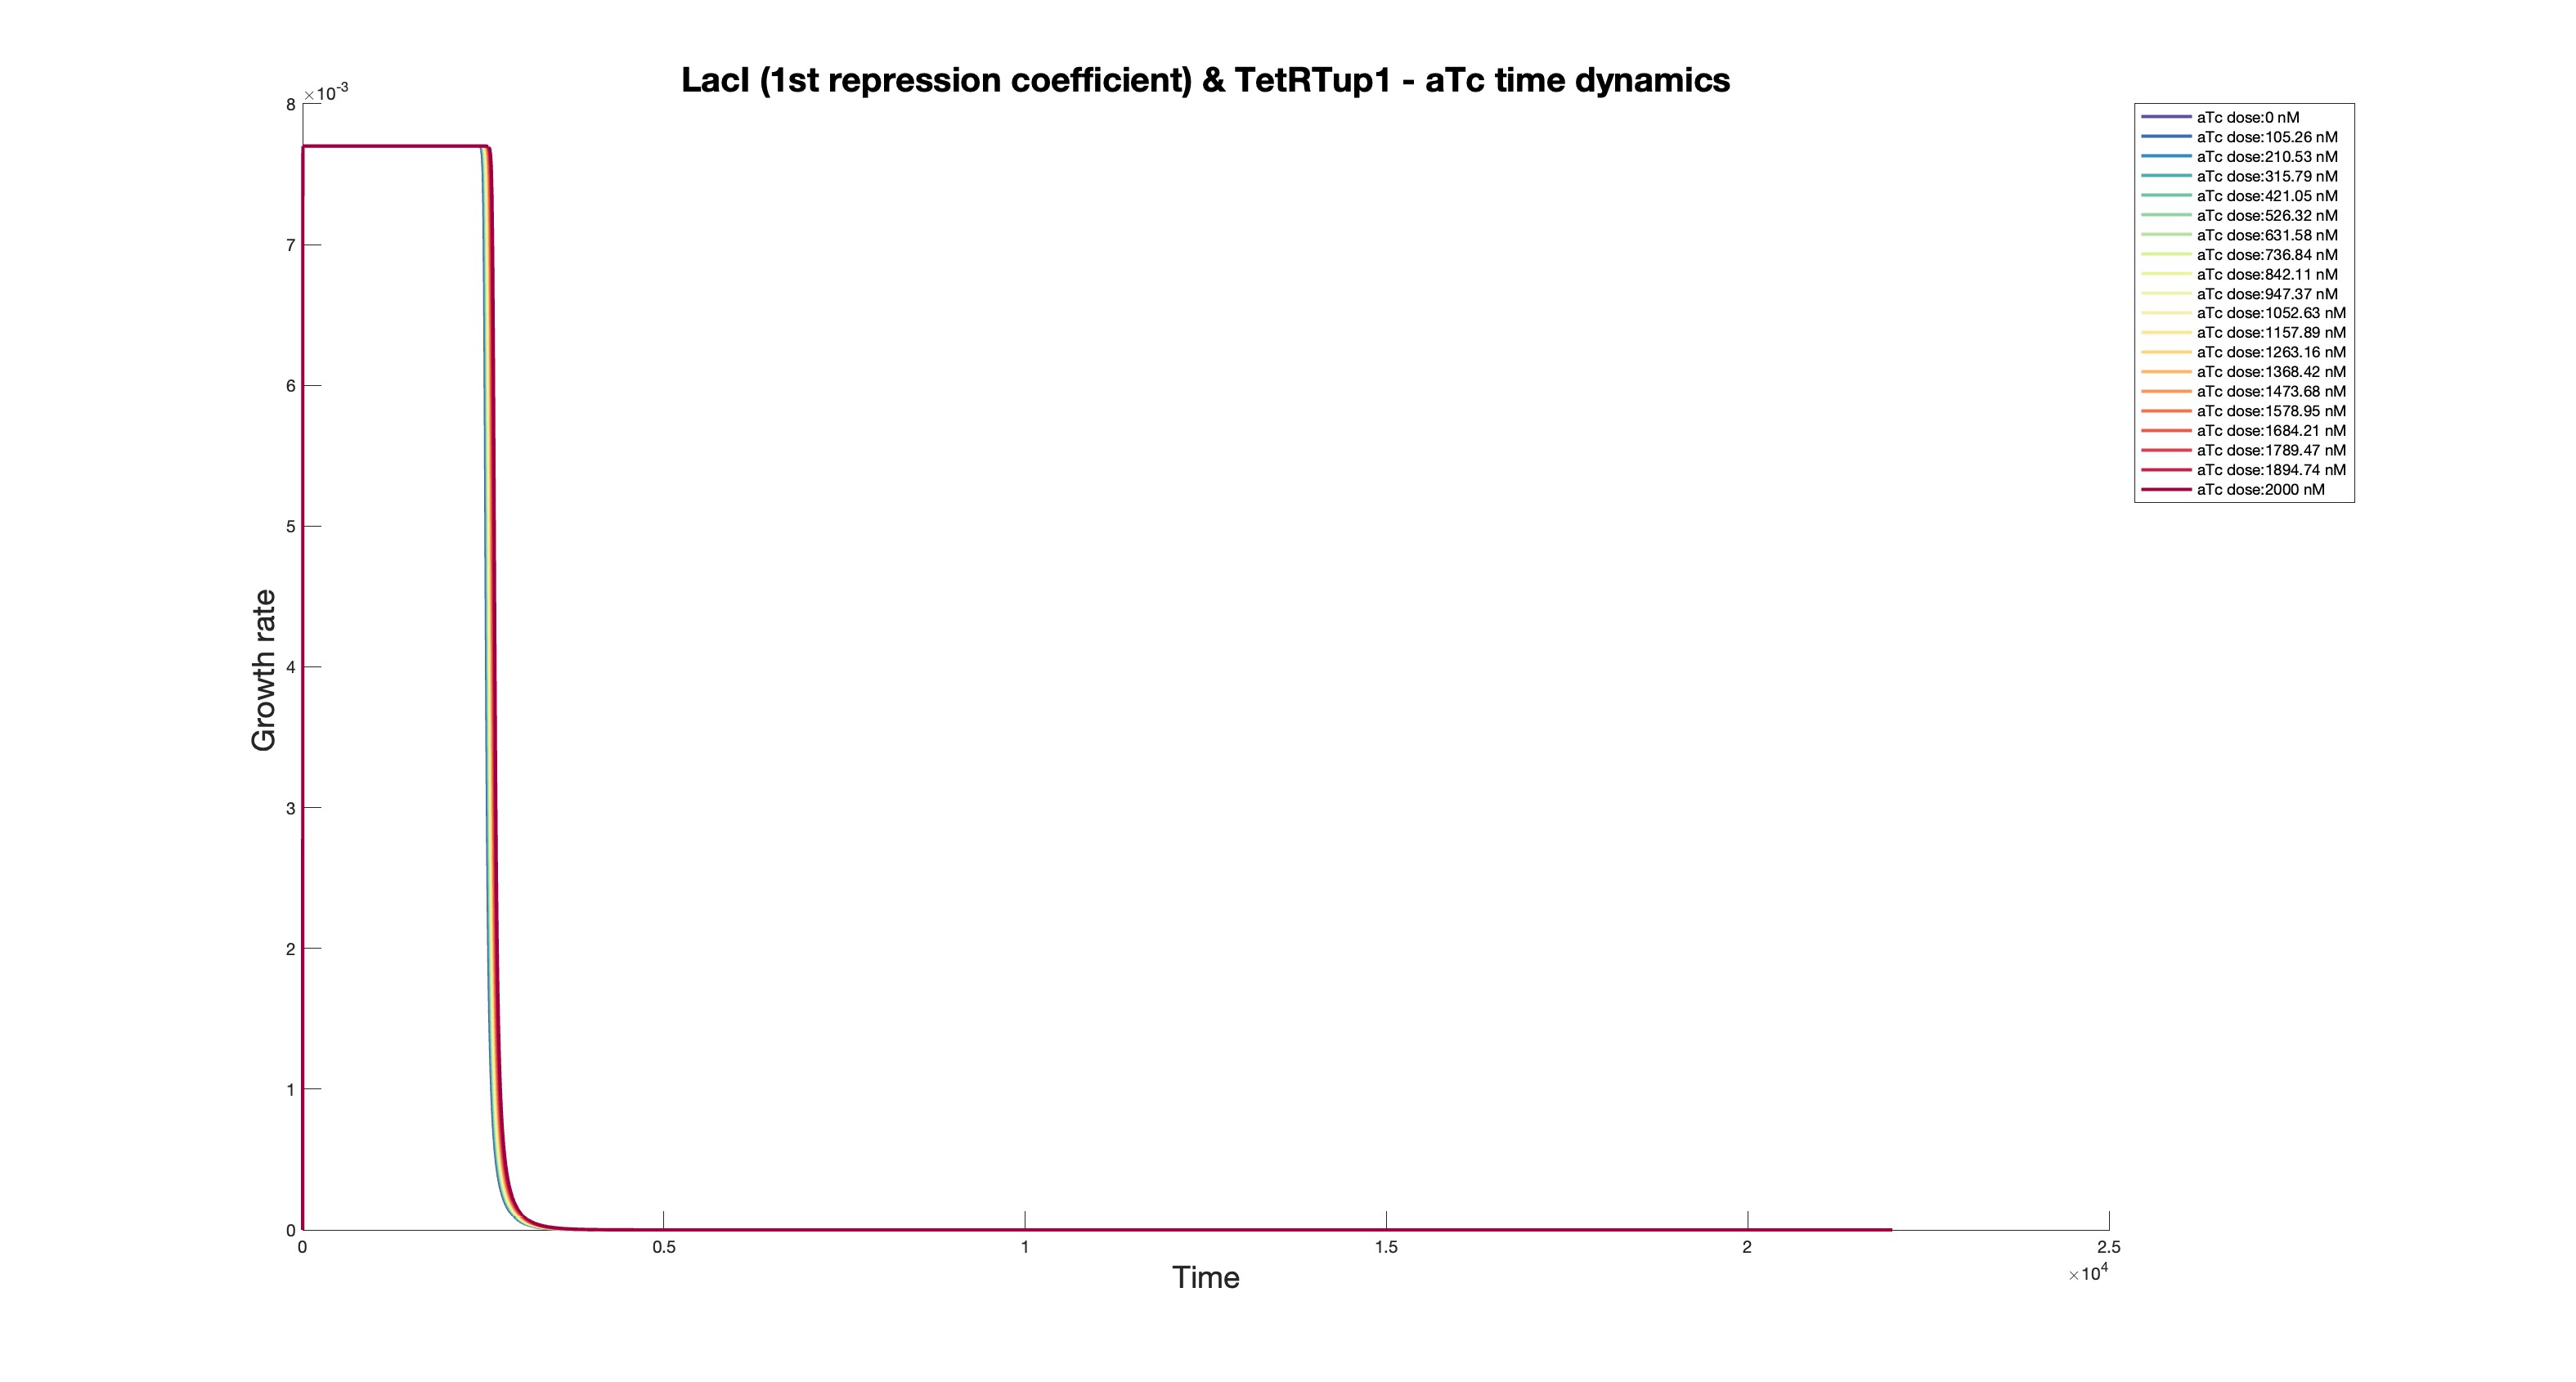 LacI (1st repression coefficient) & TetRTup1 - aTc time dynamics
×10-3
8
7
6
5
4
3
2
1
0
Growth rate
0
0.5
1
1.5
2
2.5
×104
Time
aTc dose:0 nM
aTc dose:105.26 nM
aTc dose:210.53 nM
aTc dose:315.79 nM
aTc dose:421.05 nM
aTc dose:526.32 nM
aTc dose:631.58 nM
aTc dose:736.84 nM
aTc dose:842.11 nM
aTc dose:947.37 nM
aTc dose:1052.63 nM
aTc dose:1157.89 nM
aTc dose:1263.16 nM
aTc dose:1368.42 nM
aTc dose:1473.68 nM
aTc dose:1578.95 nM
aTc dose:1684.21 nM
aTc dose:1789.47 nM
aTc dose:1894.74 nM
aTc dose:2000 nM